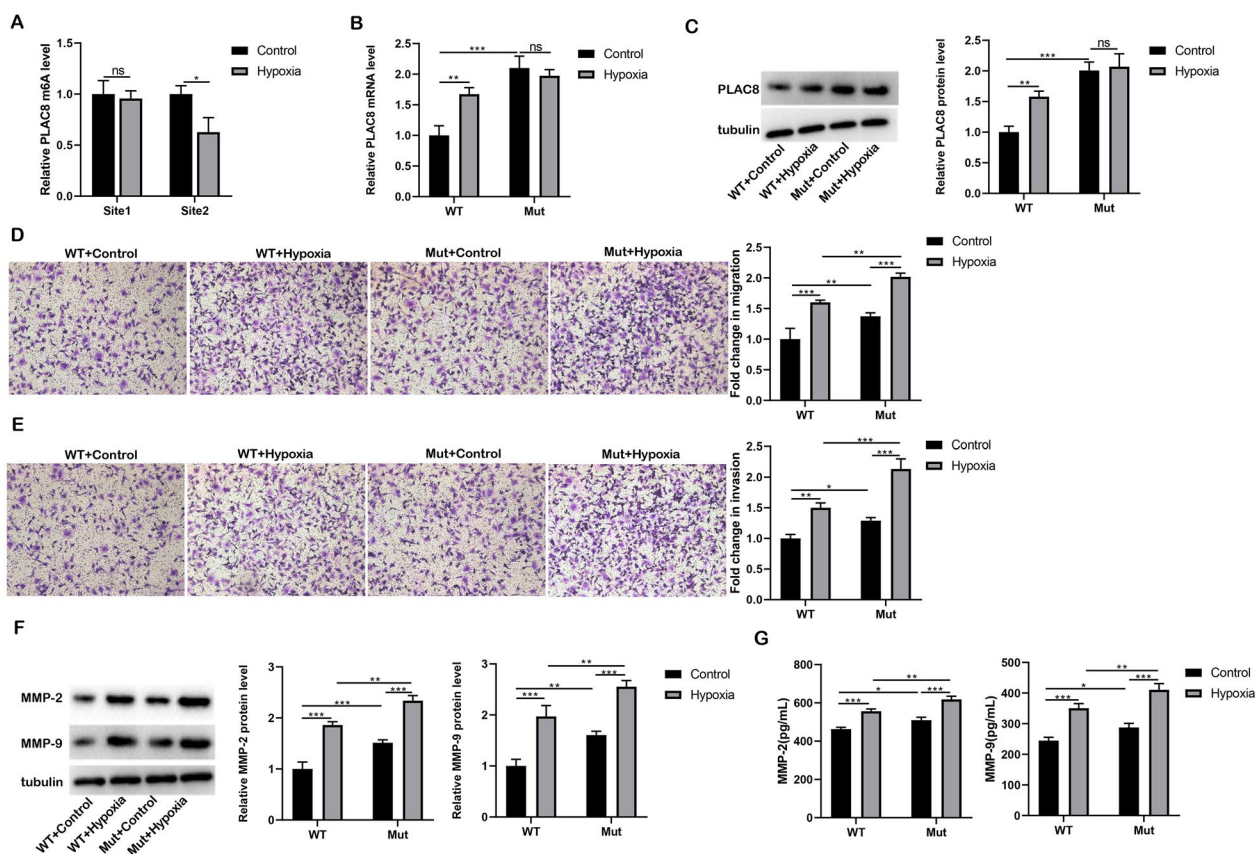 A
Relative PLAC8 m6A level
1.5
1.0
0.5
0.0
ns
*
Site1
Site2
Control
Hypoxia
B
Relative PLAC8 mRNA level
2.5
2.0
1.5
1.0
0.5
0.0
***
ns
**
WT
Mut
Control
Hypoxia
C
PLAC8
tubulin
WT+Control
WT+Hypoxia
Mut+Control
Mut+Hypoxia
Relative PLAC8 protein level
2.5
2.0
1.5
1.0
0.5
0.0
***
ns
**
WT
Mut
Control
Hypoxia
D
WT+Control
WT+Hypoxia
Mut+Control
Mut+Hypoxia
Fold change in migration
2.5
2.0
1.5
1.0
0.5
0.0
**
***
**
***
WT
Mut
Control
Hypoxia
E
WT+Control
WT+Hypoxia
Mut+Control
Mut+Hypoxia
Fold change in invasion
2.5
2.0
1.5
1.0
0.5
0.0
***
***
*
**
WT
Mut
Control
Hypoxia
F
MMP-2
MMP-9
tubulin
WT+Control
WT+Hypoxia
Mut+Control
Mut+Hypoxia
Relative MMP-2 protein level
3
2
1
0
**
***
***
***
WT
Mut
Relative MMP-9 protein level
3
2
1
0
**
***
**
***
WT
Mut
Control
Hypoxia
G
MMP-2(pg/mL)
800
600
400
200
0
**
*
***
***
WT
Mut
MMP-9(pg/mL)
500
400
300
200
100
0
**
***
*
***
WT
Mut
Control
Hypoxia